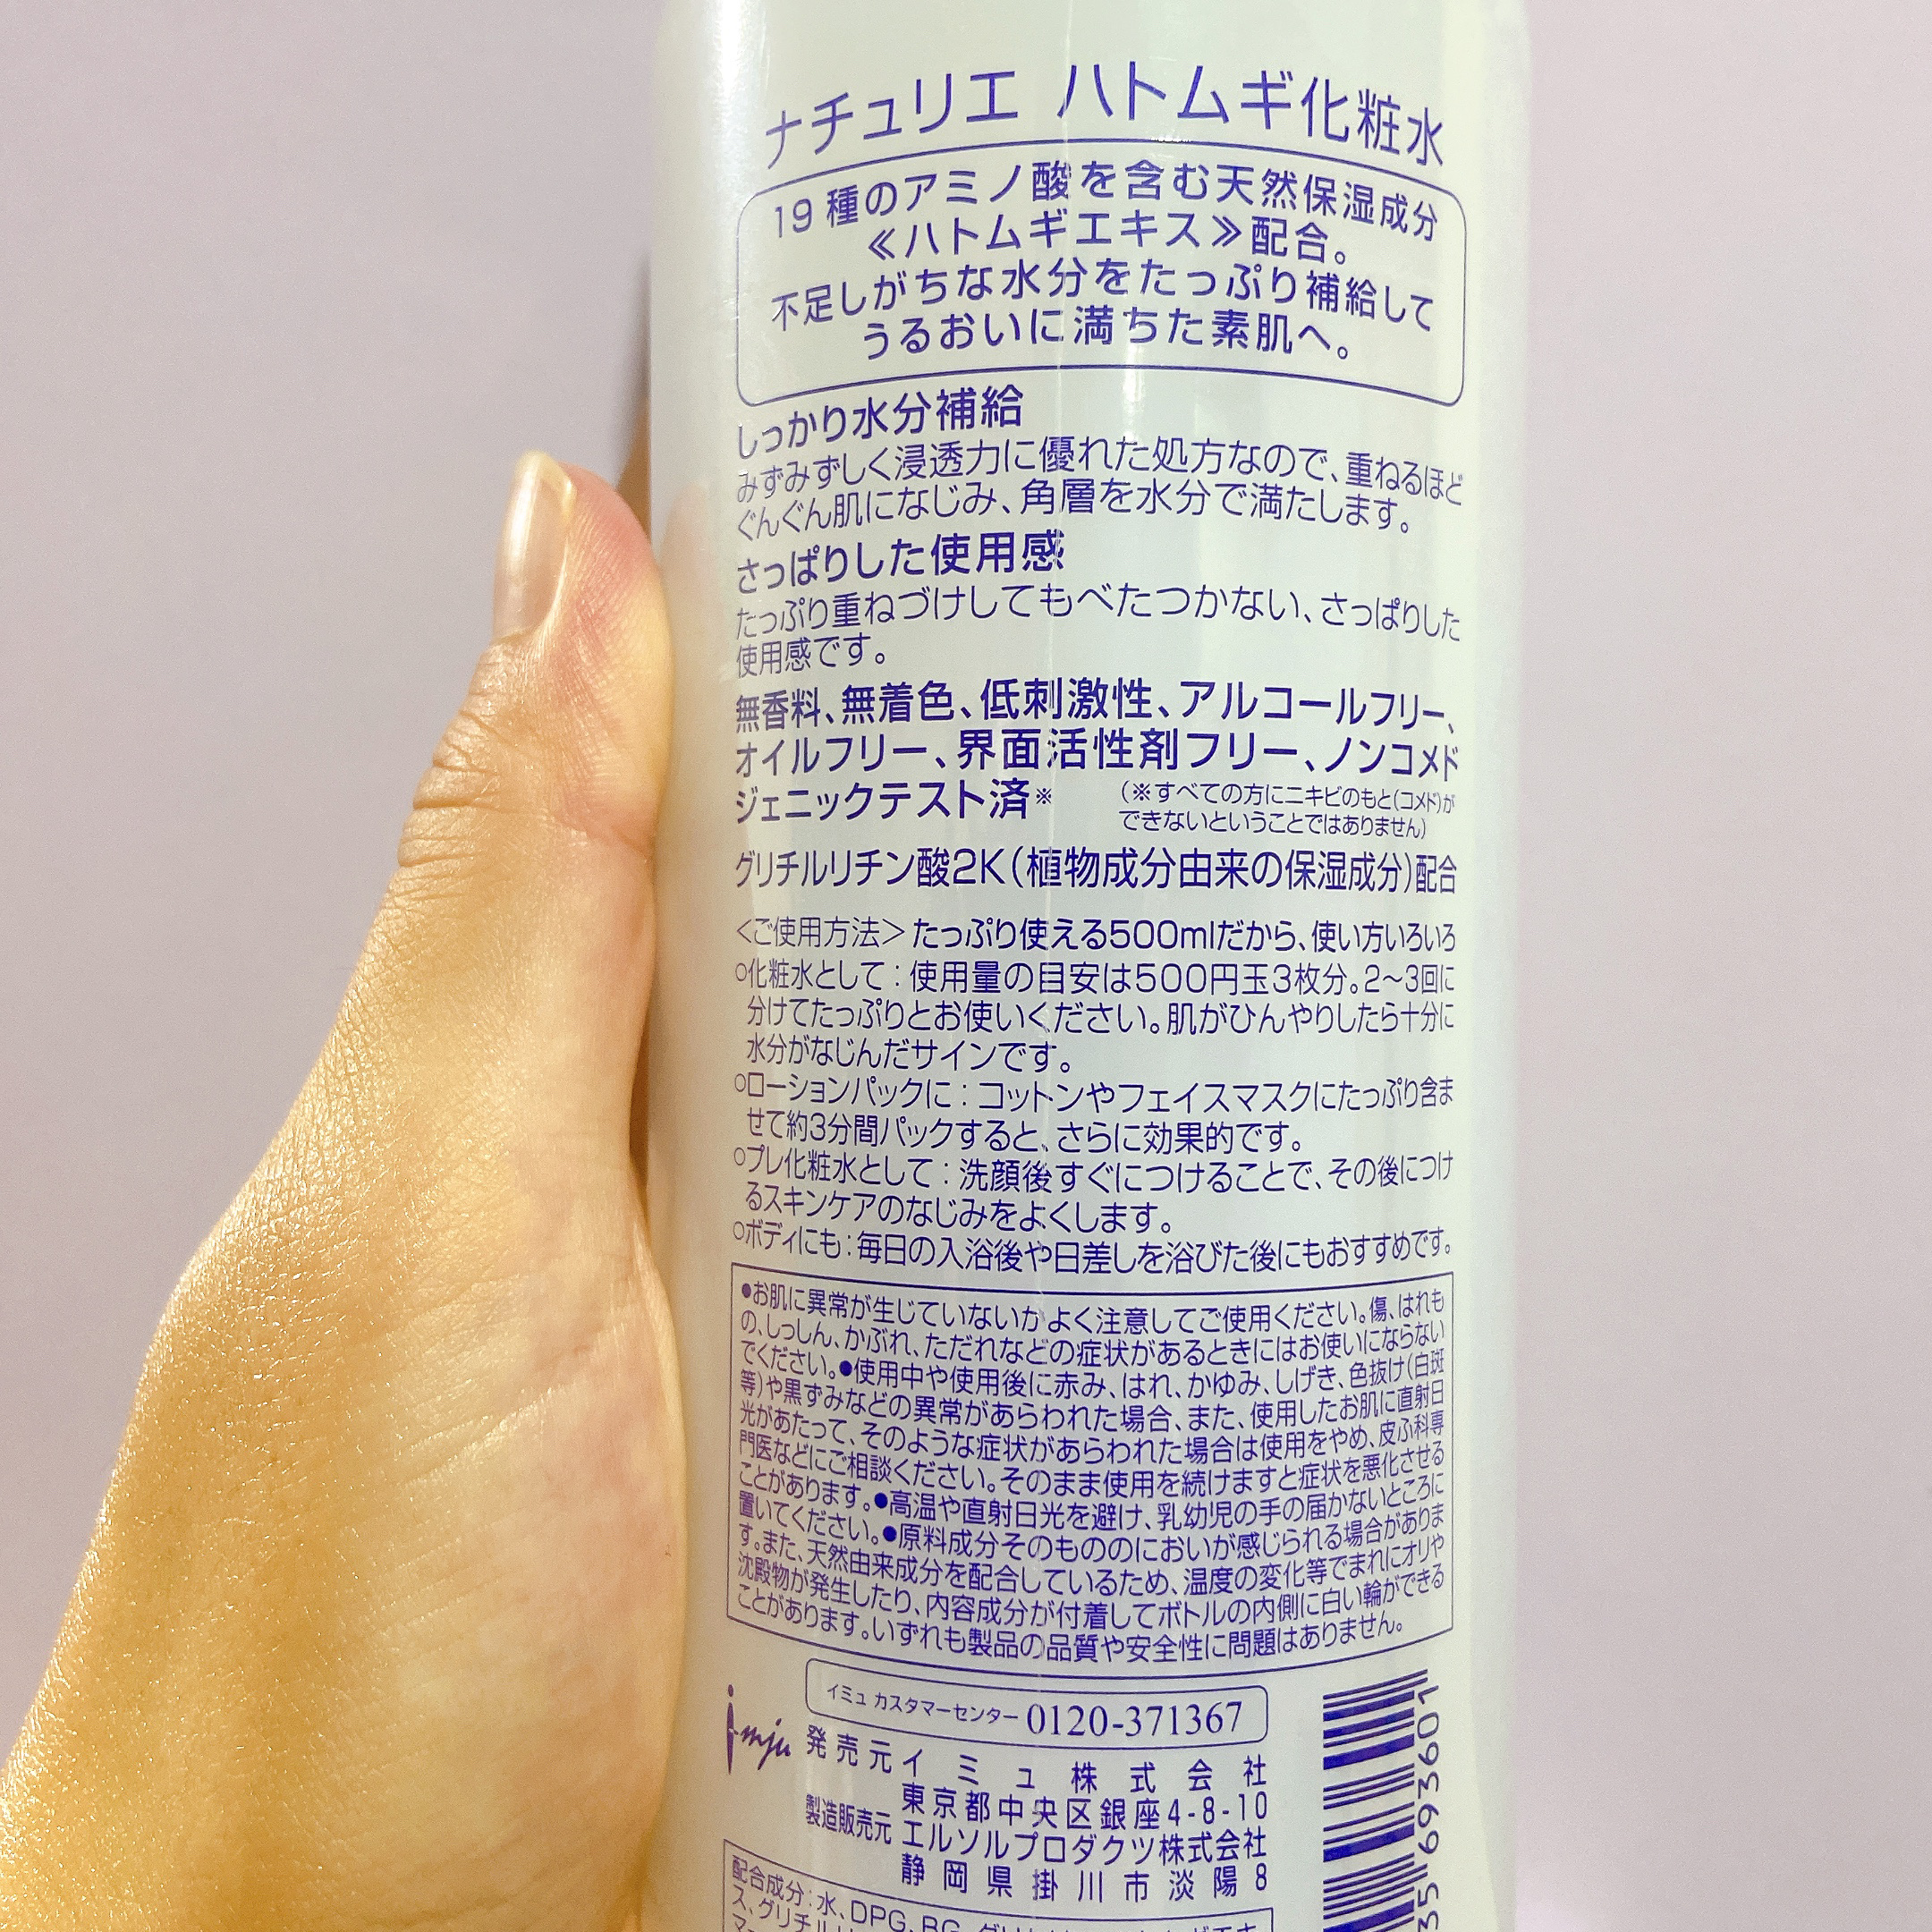 ナチュリエ ハトムギ化粧水
19種のアミノ酸を含む天然保湿成分
≪ハトムギエキス≫配合。
不足しがちな水分をたっぷり補給して
うるおいに満ちた素肌へ。
しっかり水分補給
みずみずしく浸透力に優れた処方なので、重ねるほど
ぐんぐん肌になじみ、角層を水分で満たします。
さっぱりした使用感
たっぷり重ねづけしてもべたつかない、さっぱりした
使用感です。
無香料、無着色、低刺激性、アルコールフリー、
オイルフリー、界面活性剤フリー、ノンコメド
ジェニックテスト済※
(※すべての方にニキビのもと(コメド)が
できないということではありません)
グリチルリチン酸2K(植物成分由来の保湿成分)配合
<ご使用方法>たっぷり使える500mlだから、使い方いろいろ
○化粧水として：使用量の目安は500円玉3枚分。2〜3回に
分けてたっぷりとお使いください。肌がひんやりしたら十分に
水分がなじんだサインです。
○ローションパックに：コットンやフェイスマスクにたっぷり含ま
せて約3分間パックすると、さらに効果的です。
○プレ化粧水として：洗顔後すぐにつけることで、その後につけ
るスキンケアのなじみをよくします。
○ボディにも：毎日の入浴後や日差しを浴びた後にもおすすめです。
●お肌に異常が生じていないかよく注意してご使用ください。傷、はれも
の、しっしん、かぶれ、ただれなどの症状があるときにはお使いにならない
でください。●使用中や使用後に赤み、はれ、かゆみ、しげき、色抜け(白斑
等)や黒ずみなどの異常があらわれた場合、また、使用したお肌に直射日
光があたって、そのような症状があらわれた場合は使用をやめ、皮ふ科専
門医などにご相談ください。そのまま使用を続けますと症状を悪化させる
ことがあります。●高温や直射日光を避け、乳幼児の手の届かないところに
置いてください。●原料成分そのもののにおいが感じられる場合がありま
す。また、天然由来成分を配合しているため、温度の変化等でまれにオリや
沈殿物が発生したり、内容成分が付着してボトルの内側に白い輪ができる
ことがあります。いずれも製品の品質や安全性に問題はありません。
イミュ カスタマーセンター 0120-371367
imju
発売元 イミュ株式会社
東京都中央区銀座4-8-10
製造販売元 エルソルプロダクツ株式会社
静岡県掛川市淡陽8
配合成分：水、DPG、BG、
ス、グリチル
35 69360 1